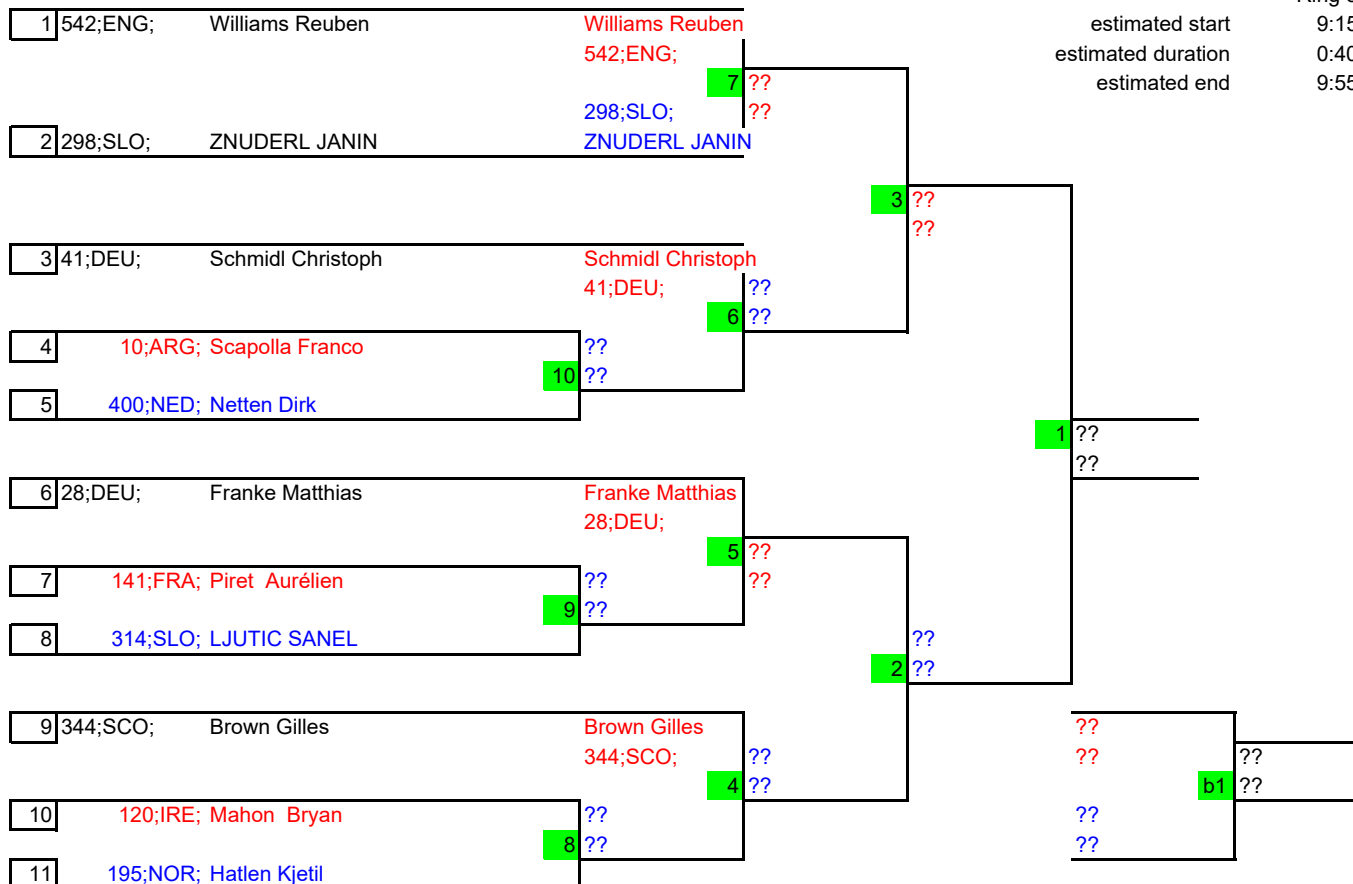 1 542;ENG; Williams Reuben Williams Reuben estimated start 9:15
542;ENG; estimated duration 0:40
7 ?? estimated end 9:55
298;SLO; ??
2 298;SLO; ZNUDERL JANIN ZNUDERL JANIN
3 ??
??
3 41;DEU; Schmidl Christoph Schmidl Christoph
41;DEU; ??
6 ??
4 10;ARG; Scapolla Franco ??
10 ??
5 400;NED; Netten Dirk
1 ??
??
6 28;DEU; Franke Matthias Franke Matthias
28;DEU;
5 ??
7 141;FRA; Piret Aurélien ?? ??
9 ??
8 314;SLO; LJUTIC SANEL ??
2 ??
9 344;SCO; Brown Gilles Brown Gilles ??
344;SCO; ?? ?? ??
4 ?? b1 ??
10 120;IRE; Mahon Bryan ?? ??
8 ?? ??
11 195;NOR; Hatlen Kjetil